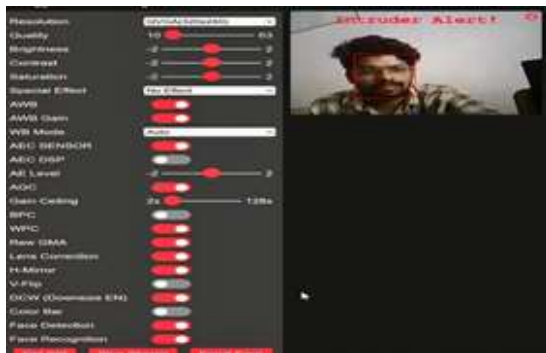 Resolution
Quality 10 63
Brightness -2 2
Contrast -2 2
Saturation -2 2
Special Effect No Effect
AWB
AWB Gain
WB Mode Auto
AEC SENSOR
AEC DSP
AE Level -2 2
AGC
Gain Ceiling 2x 128x
BPC
WPC
Raw GMA
Lens Correction
H-Mirror
V-Flip
DCW (Downsize EN)
Color Bar
Face Detection
Face Recognition
Intruder Alert!